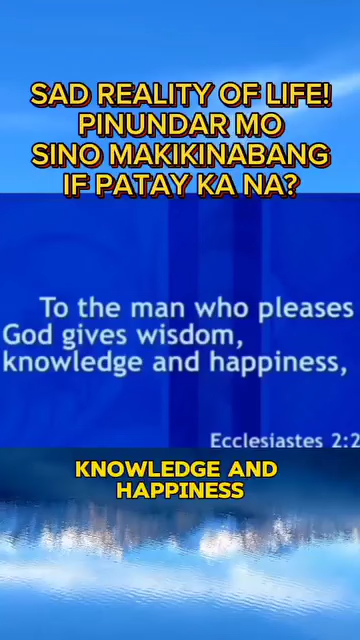 SAD REALITY OF LIFE!
PINUNDAR MO
SINO MAKIKINABANG
IF PATAY KA NA?
To the man who pleases
God gives wisdom,
knowledge and happiness,
Ecclesiastes 2:2
KNOWLEDGE AND
HAPPINESS